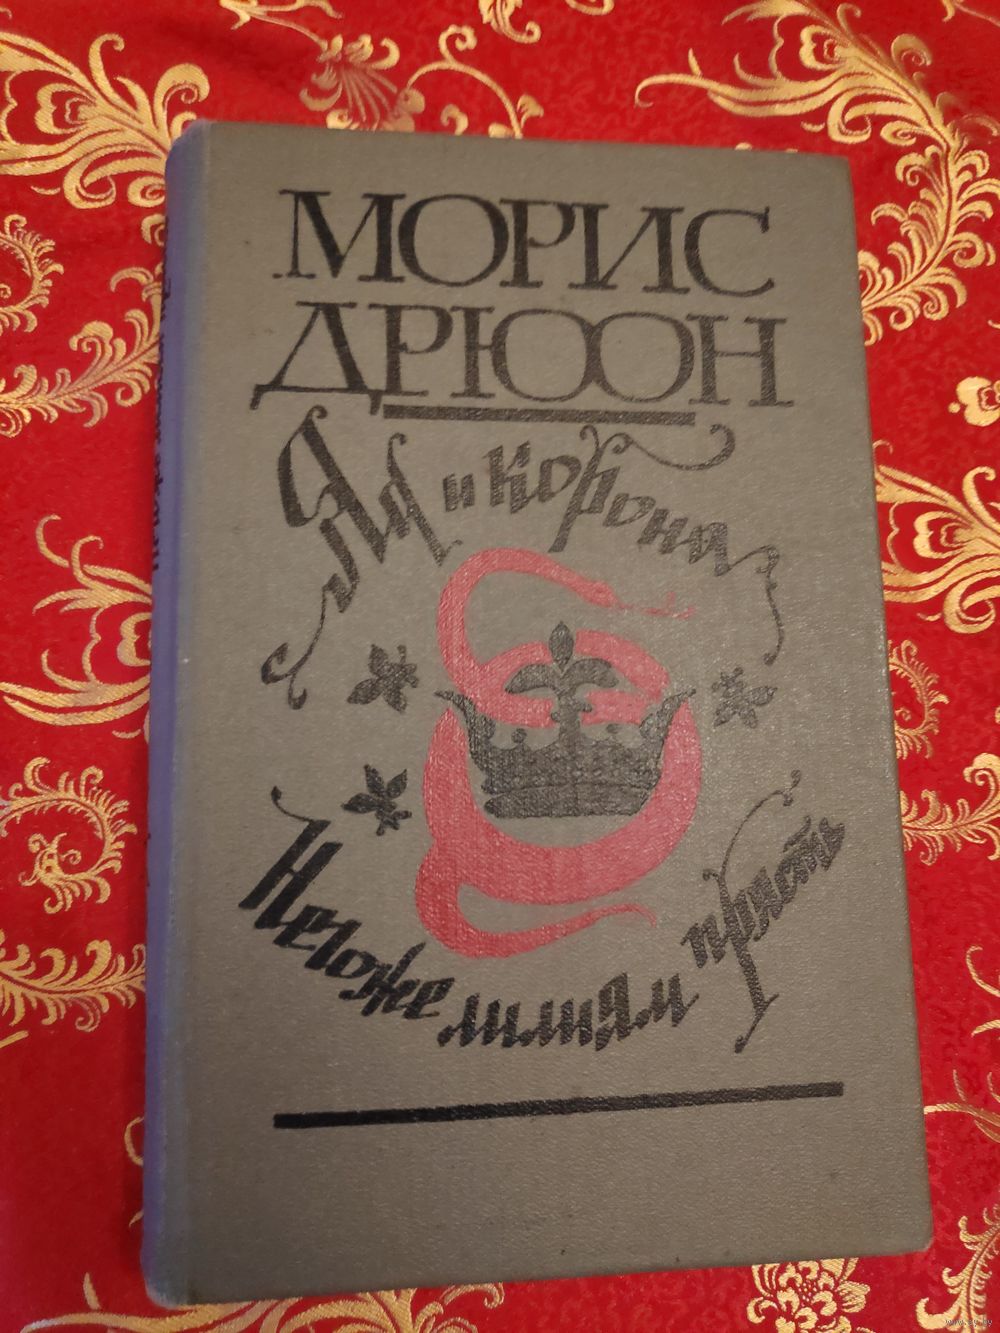 МОРИС
ДРЮОН
Яд и корона
Негоже лилиям прясть